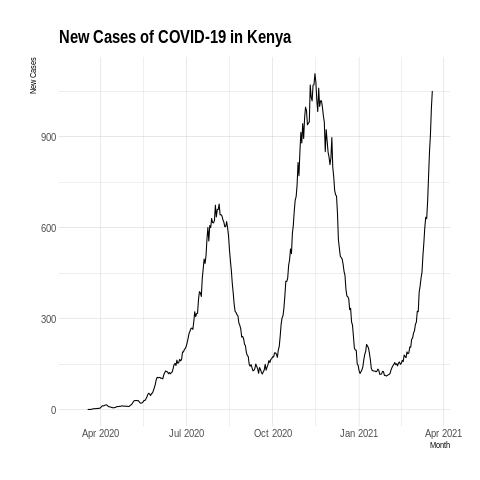 New Cases of COVID-19 in Kenya
New Cases
900
600
300
0
Apr 2020
Jul 2020
Oct 2020
Jan 2021
Apr 2021
Month